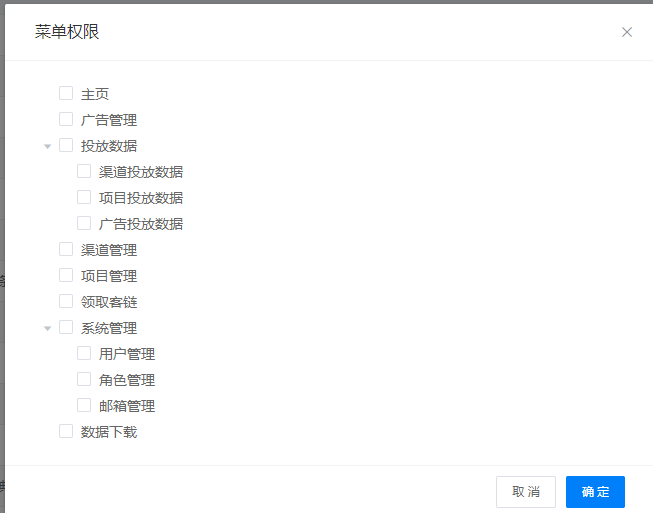 菜单权限
主页
广告管理
投放数据
渠道投放数据
项目投放数据
广告投放数据
渠道管理
项目管理
领取客链
系统管理
用户管理
角色管理
邮箱管理
数据下载
取消 确定